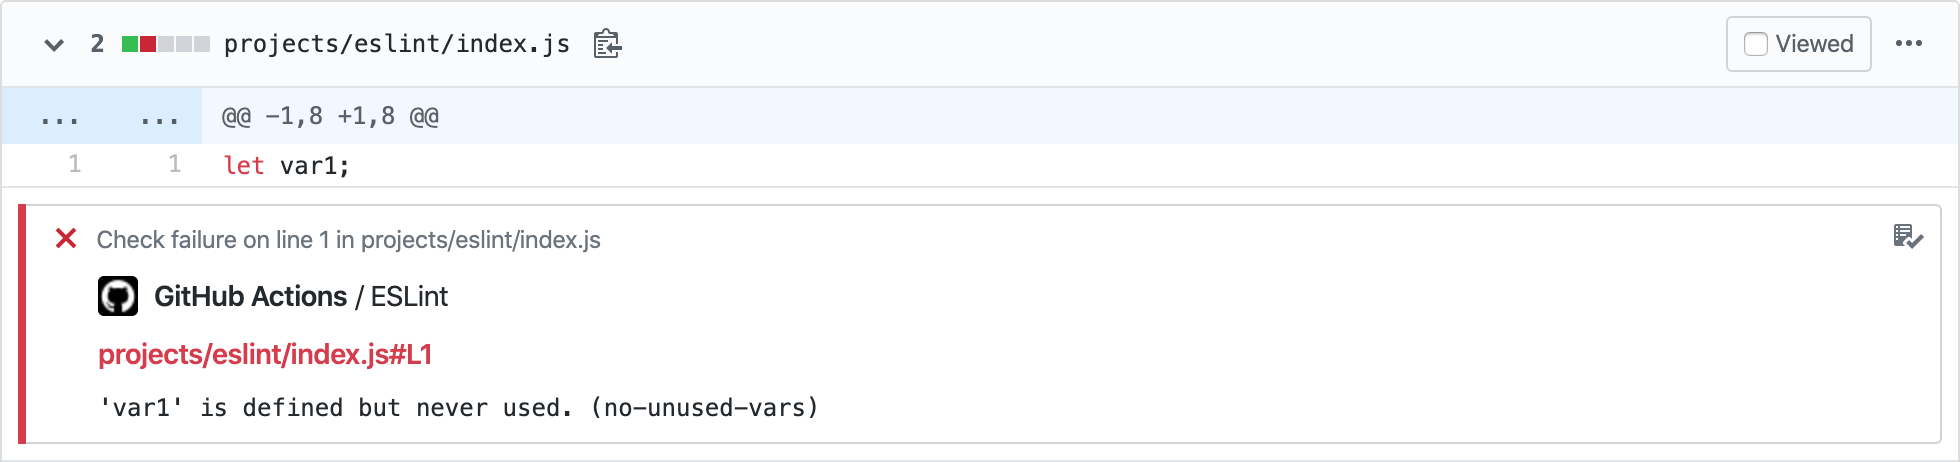 2 projects/eslint/index.js Viewed
... ... @@ -1,8 +1,8 @@
1 1 let var1;
Check failure on line 1 in projects/eslint/index.js
GitHub Actions / ESLint
projects/eslint/index.js#L1
'var1' is defined but never used. (no-unused-vars)